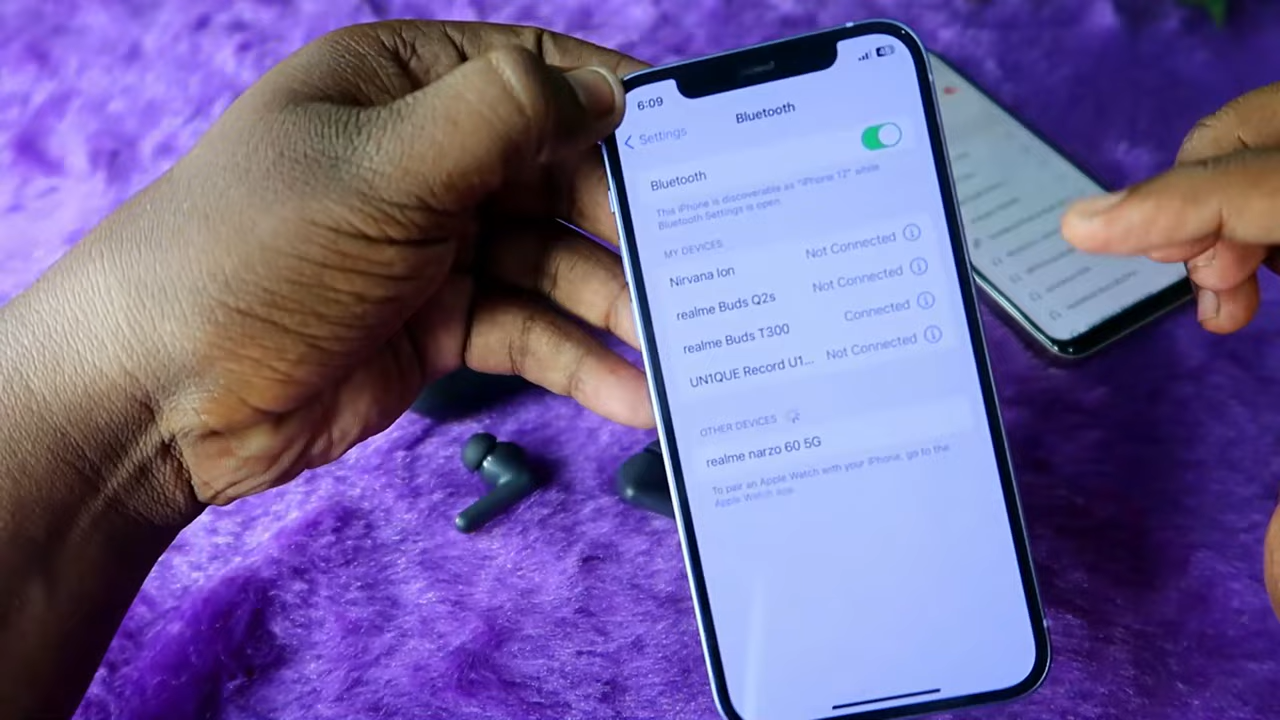 6:09
45
Settings
Bluetooth
Bluetooth
This iPhone is discoverable as "iPhone 12" while
Bluetooth Settings is open.
MY DEVICES
Nirvana Ion Not Connected
realme Buds Q2s Not Connected
realme Buds T300 Connected
UN1QUE Record U1... Not Connected
OTHER DEVICES
realme narzo 60 5G
To pair an Apple Watch with your iPhone, go to the
Apple Watch app.